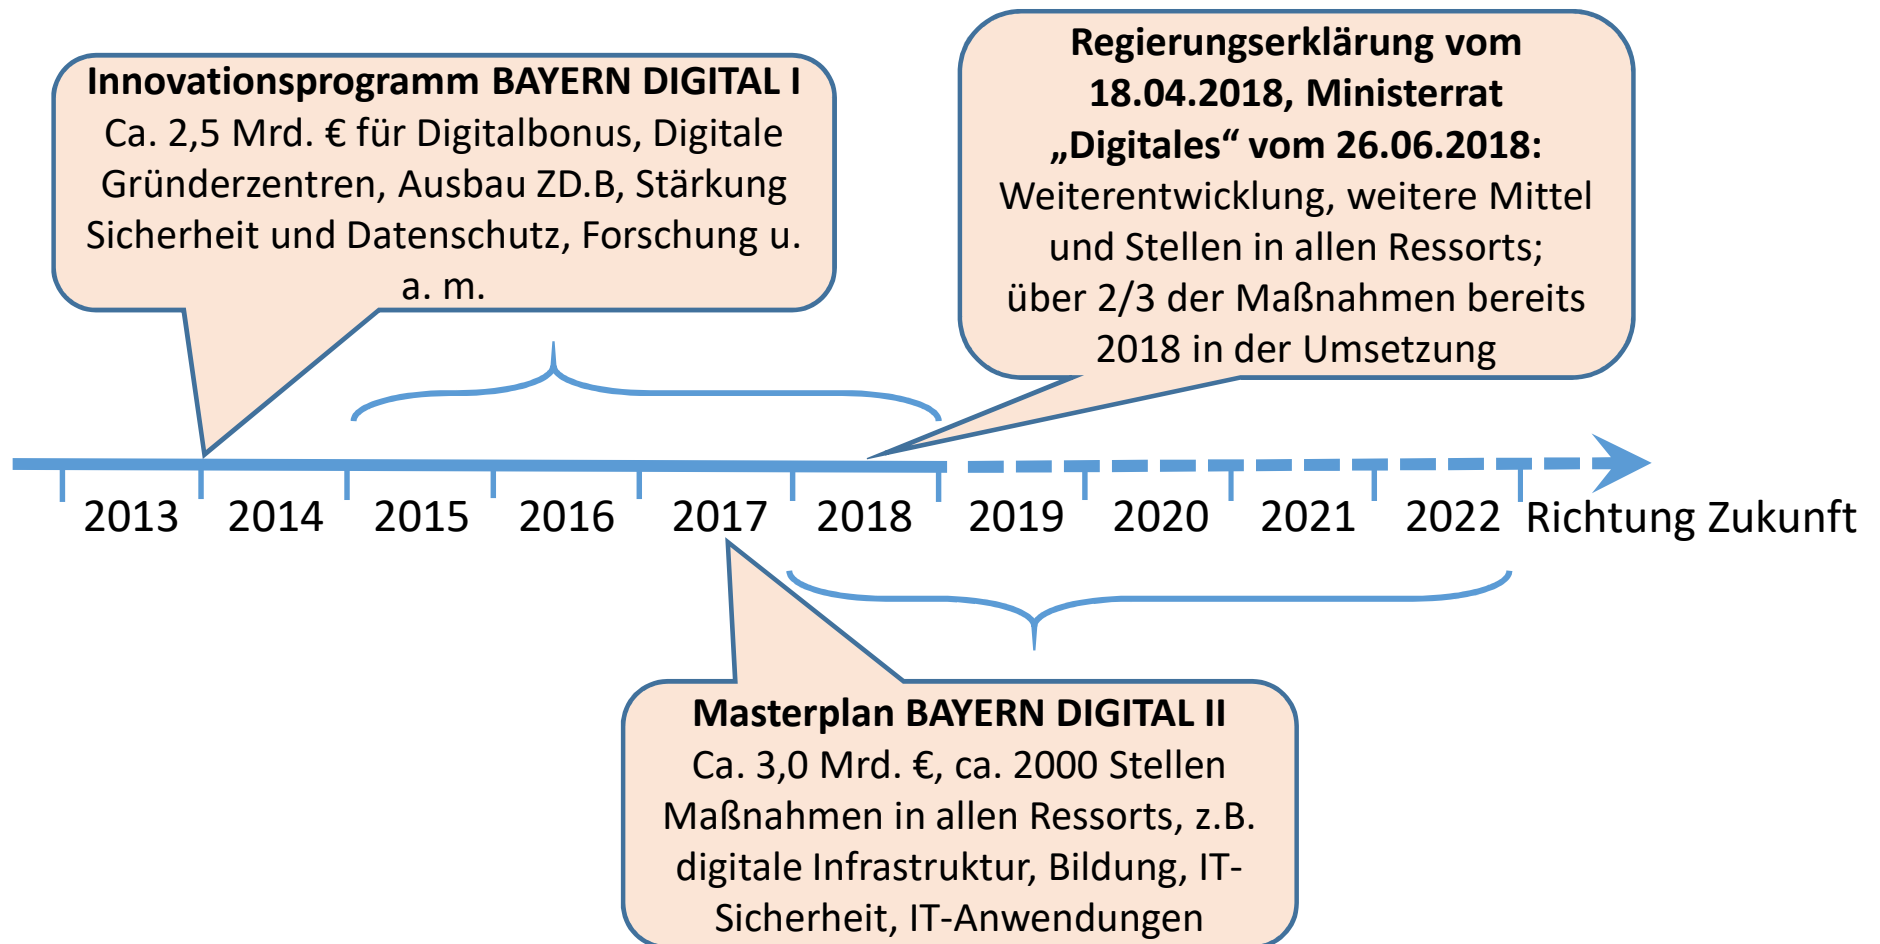 Innovationsprogramm BAYERN DIGITAL I
Ca. 2,5 Mrd. € für Digitalbonus, Digitale
Gründerzentren, Ausbau ZD.B, Stärkung
Sicherheit und Datenschutz, Forschung u.
a. m.
Regierungserklärung vom
18.04.2018, Ministerrat
„Digitales“ vom 26.06.2018:
Weiterentwicklung, weitere Mittel
und Stellen in allen Ressorts;
über 2/3 der Maßnahmen bereits
2018 in der Umsetzung
2013 2014 2015 2016 2017 2018 2019 2020 2021 2022 Richtung Zukunft
Masterplan BAYERN DIGITAL II
Ca. 3,0 Mrd. €, ca. 2000 Stellen
Maßnahmen in allen Ressorts, z.B.
digitale Infrastruktur, Bildung, IT-
Sicherheit, IT-Anwendungen